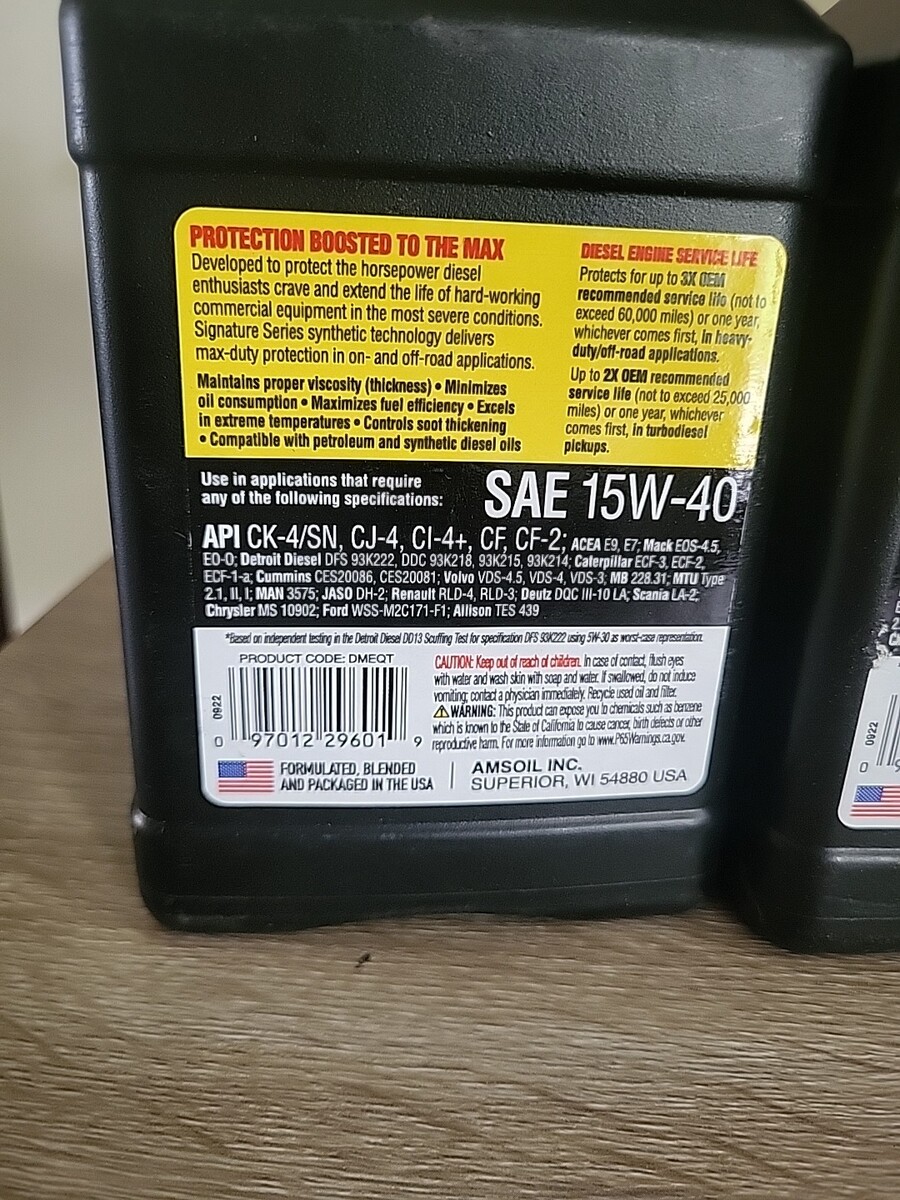 PROTECTION BOOSTED TO THE MAX
Developed to protect the horsepower diesel
enthusiasts crave and extend the life of hard-working
commercial equipment in the most severe conditions.
Signature Series synthetic technology delivers
max-duty protection in on- and off-road applications.
Maintains proper viscosity (thickness) • Minimizes
oil consumption • Maximizes fuel efficiency • Excels
in extreme temperatures • Controls soot thickening
• Compatible with petroleum and synthetic diesel oils
DIESEL ENGINE SERVICE LIFE
Protects for up to 3X OEM
recommended service life (not to
exceed 60,000 miles) or one year,
whichever comes first, in heavy-
duty/off-road applications.
Up to 2X OEM recommended
service life (not to exceed 25,000
miles) or one year, whichever
comes first, in turbodiesel
pickups.
Use in applications that require
any of the following specifications:
SAE 15W-40
API CK-4/SN, CJ-4, CI-4+, CF, CF-2; ACEA E9, E7; Mack EOS-4.5,
EO-O; Detroit Diesel DFS 93K222, DDC 93K218, 93K215, 93K214; Caterpillar ECF-3, ECF-2,
ECF-1-a; Cummins CES20086, CES20081; Volvo VDS-4.5, VDS-4, VDS-3; MB 228.31; MTU Type
2.1, II, I; MAN 3575; JASO DH-2; Renault RLD-4, RLD-3; Deutz DQC III-10 LA; Scania LA-2;
Chrysler MS 10902; Ford WSS-M2C171-F1; Allison TES 439
*Based on independent testing in the Detroit Diesel DD13 Scuffing Test for specification DFS 93K222 using 5W-30 as worst-case representation.
PRODUCT CODE: DMEQT
0922
0 97012 29601 9
CAUTION: Keep out of reach of children. In case of contact, flush eyes
with water and wash skin with soap and water. If swallowed, do not induce
vomiting; contact a physician immediately. Recycle used oil and filter.
WARNING: This product can expose you to chemicals such as benzene
which is known to the State of California to cause cancer, birth defects or other
reproductive harm. For more information go to www.P65Warnings.ca.gov.
FORMULATED, BLENDED
AND PACKAGED IN THE USA
AMSOIL INC.
SUPERIOR, WI 54880 USA
0922
0